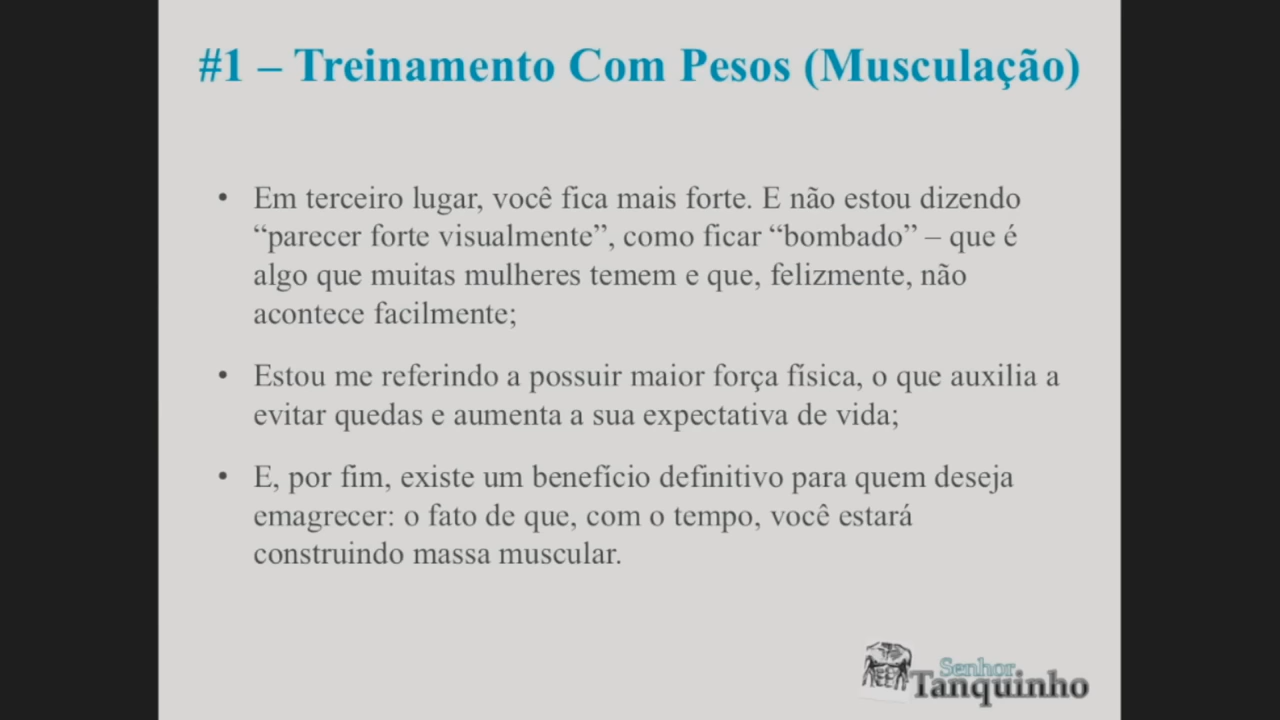 #1 – Treinamento Com Pesos (Musculação)
• Em terceiro lugar, você fica mais forte. E não estou dizendo
“parecer forte visualmente”, como ficar “bombado” – que é
algo que muitas mulheres temem e que, felizmente, não
acontece facilmente;
• Estou me referindo a possuir maior força física, o que auxilia a
evitar quedas e aumenta a sua expectativa de vida;
• E, por fim, existe um benefício definitivo para quem deseja
emagrecer: o fato de que, com o tempo, você estará
construindo massa muscular.
Senhor
Tanquinho